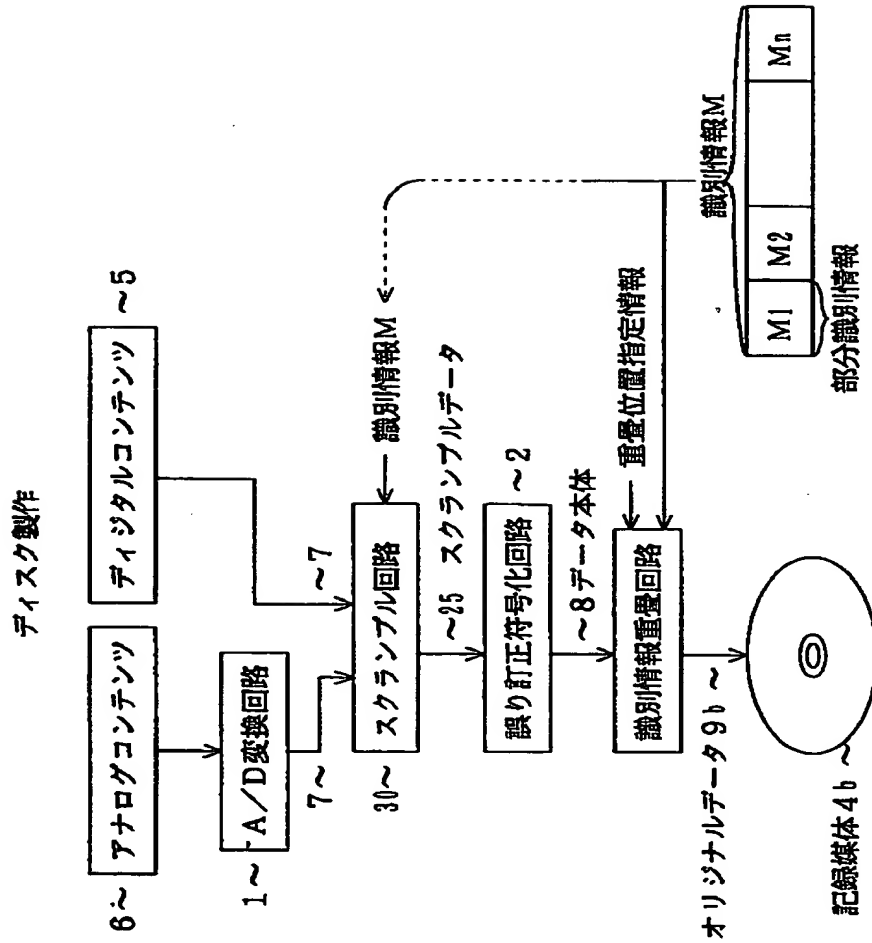 ディスク製作
6~
アナログコンテンツ
ディジタルコンテンツ
~5
1~
A/D変換回路
7~
~7
30~
スクランブル回路
識別情報M
~25 スクランブルデータ
誤り訂正符号化回路
~2
~8データ本体
識別情報重畳回路
重畳位置指定情報
オリジナルデータ9b~
記録媒体4b~
識別情報M
M1
M2
Mn
部分識別情報